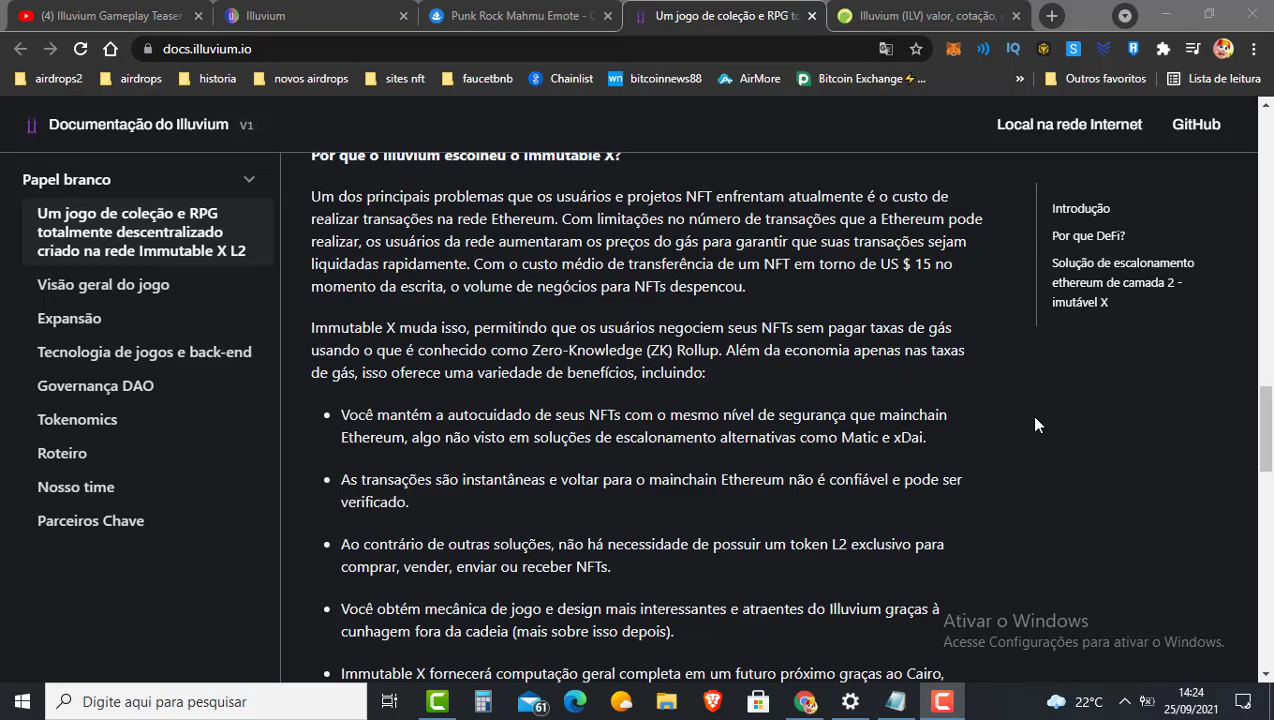 (4) Illuvium Gameplay Teaser
Illuvium
Punk Rock Mahmu Emote - C
Um jogo de coleção e RPG to
Illuvium (ILV) valor, cotação,
docs.illuvium.io
airdrops2
airdrops
historia
novos airdrops
sites nft
faucetbnb
Chainlist
wn bitcoinnews88
AirMore
Bitcoin Exchange⚡...
»
Outros favoritos
Lista de leitura
Documentação do Illuvium V1
Local na rede Internet
GitHub
Papel branco
Um jogo de coleção e RPG
totalmente descentralizado
criado na rede Immutable X L2
Visão geral do jogo
Expansão
Tecnologia de jogos e back-end
Governança DAO
Tokenomics
Roteiro
Nosso time
Parceiros Chave
Por que o Illuvium escolheu o Immutable X?
Um dos principais problemas que os usuários e projetos NFT enfrentam atualmente é o custo de
realizar transações na rede Ethereum. Com limitações no número de transações que a Ethereum pode
realizar, os usuários da rede aumentaram os preços do gás para garantir que suas transações sejam
liquidadas rapidamente. Com o custo médio de transferência de um NFT em torno de US $ 15 no
momento da escrita, o volume de negócios para NFTs despencou.
Immutable X muda isso, permitindo que os usuários negociem seus NFTs sem pagar taxas de gás
usando o que é conhecido como Zero-Knowledge (ZK) Rollup. Além da economia apenas nas taxas
de gás, isso oferece uma variedade de benefícios, incluindo:
• Você mantém a autocuidado de seus NFTs com o mesmo nível de segurança que mainchain
Ethereum, algo não visto em soluções de escalonamento alternativas como Matic e xDai.
• As transações são instantâneas e voltar para o mainchain Ethereum não é confiável e pode ser
verificado.
• Ao contrário de outras soluções, não há necessidade de possuir um token L2 exclusivo para
comprar, vender, enviar ou receber NFTs.
• Você obtém mecânica de jogo e design mais interessantes e atraentes do Illuvium graças à
cunhagem fora da cadeia (mais sobre isso depois).
• Immutable X fornecerá computação geral completa em um futuro próximo graças ao Cairo,
Introdução
Por que DeFi?
Solução de escalonamento
ethereum de camada 2 -
imutável X
Ativar o Windows
Acesse Configurações para ativar o Windows.
Digite aqui para pesquisar
61
22°C
14:24
25/09/2021